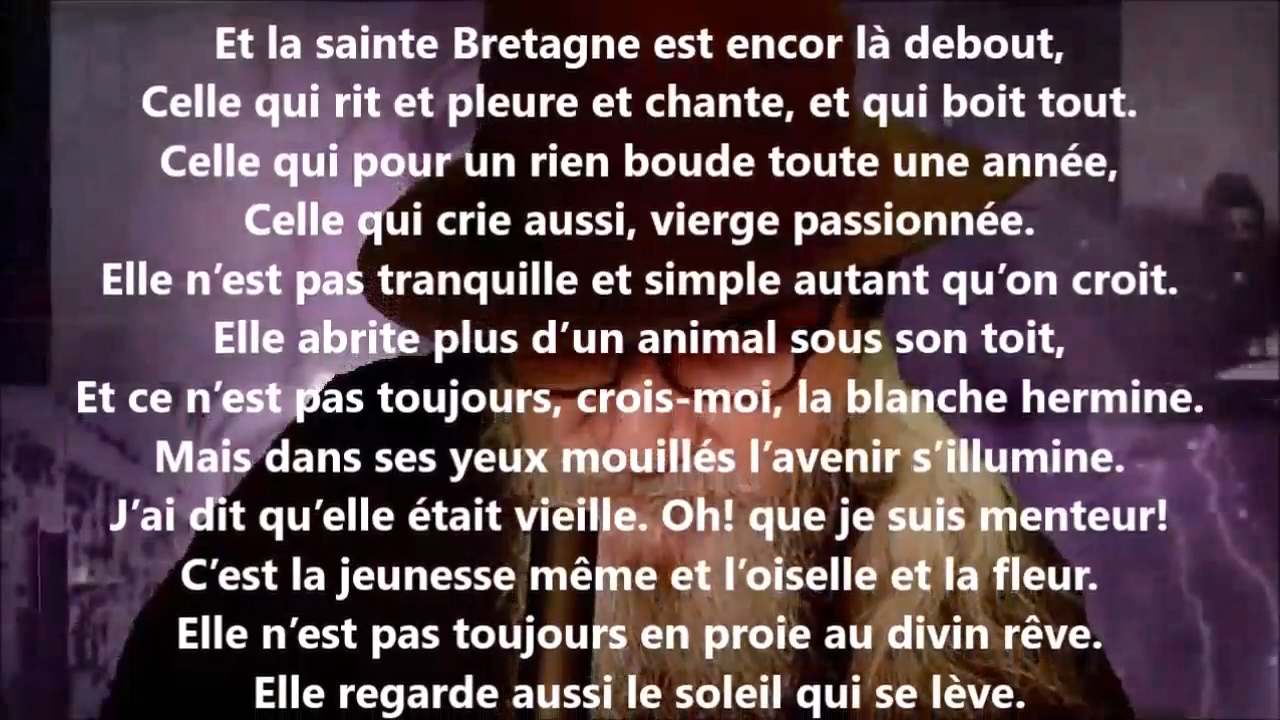 Et la sainte Bretagne est encor là debout,
Celle qui rit et pleure et chante, et qui boit tout.
Celle qui pour un rien boude toute une année,
Celle qui crie aussi, vierge passionnée.
Elle n’est pas tranquille et simple autant qu’on croit.
Elle abrite plus d’un animal sous son toit,
Et ce n’est pas toujours, crois-moi, la blanche hermine.
Mais dans ses yeux mouillés l’avenir s’illumine.
J’ai dit qu’elle était vieille. Oh! que je suis menteur!
C’est la jeunesse même et l’oiselle et la fleur.
Elle n’est pas toujours en proie au divin rêve.
Elle regarde aussi le soleil qui se lève.